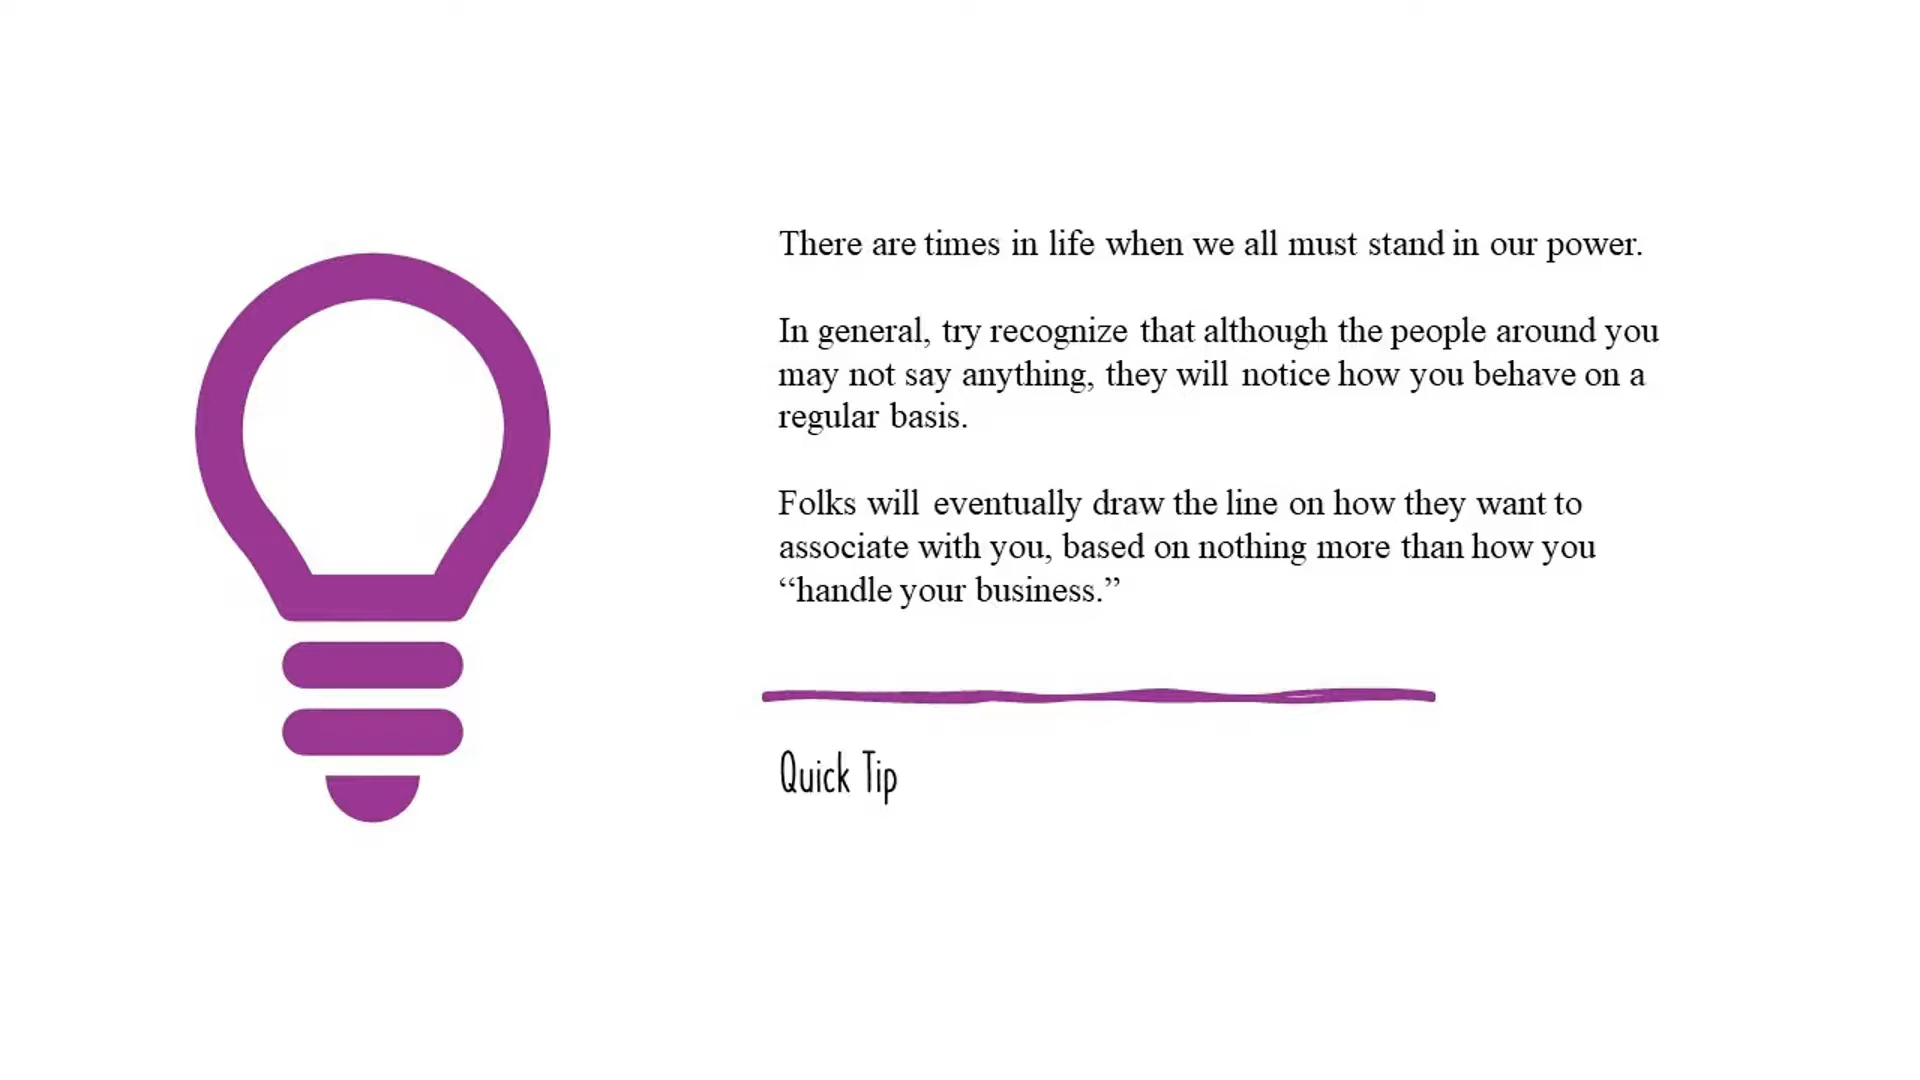 There are times in life when we all must stand in our power.
In general, try recognize that although the people around you
may not say anything, they will notice how you behave on a
regular basis.
Folks will eventually draw the line on how they want to
associate with you, based on nothing more than how you
“handle your business.”
Quick Tip